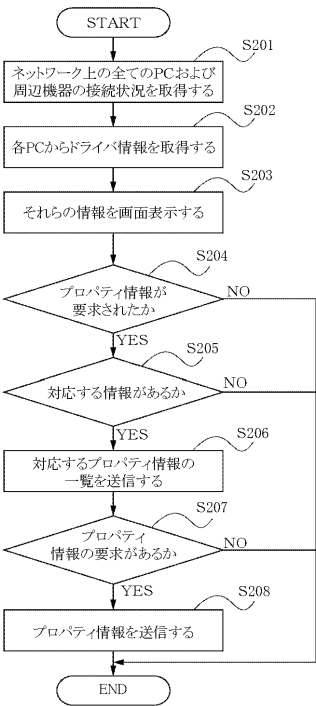 START
S201
ネットワーク上の全てのPCおよび
周辺機器の接続状況を取得する
S202
各PCからドライバ情報を取得する
S203
それらの情報を画面表示する
S204
プロパティ情報が
要求されたか
NO
YES
S205
対応する情報があるか
NO
YES
S206
対応するプロパティ情報の
一覧を送信する
S207
プロパティ
情報の要求があるか
NO
YES
S208
プロパティ情報を送信する
END